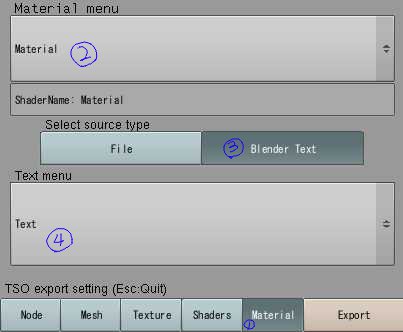 Material menu
Material ②
ShaderName: Material
Select source type
File ③ Blender Text
Text menu
Text ④
TSO export setting (Esc:Quit)
Node Mesh Texture Shaders ① Material Export